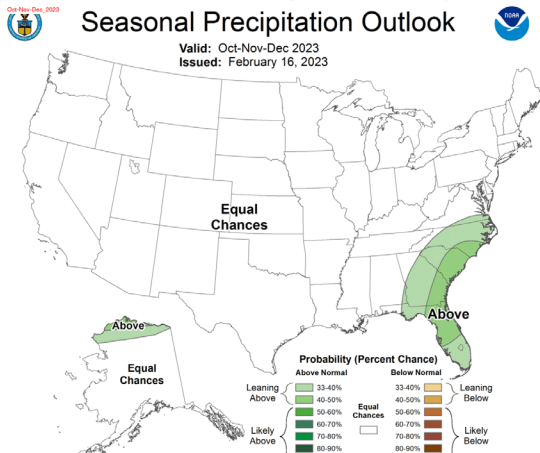 Oct-Nov-Dec_2023
Seasonal Precipitation Outlook
NOAA
Valid: Oct-Nov-Dec 2023
Issued: February 16, 2023
Equal
Chances
Above
Above
Equal
Chances
Probability (Percent Chance)
Above Normal
Below Normal
Leaning
Above
33-40%
40-50%
Likely
Above
50-60%
60-70%
70-80%
80-90%
Equal
Chances
33-40%
40-50%
Leaning
Below
50-60%
60-70%
70-80%
80-90%
Likely
Below